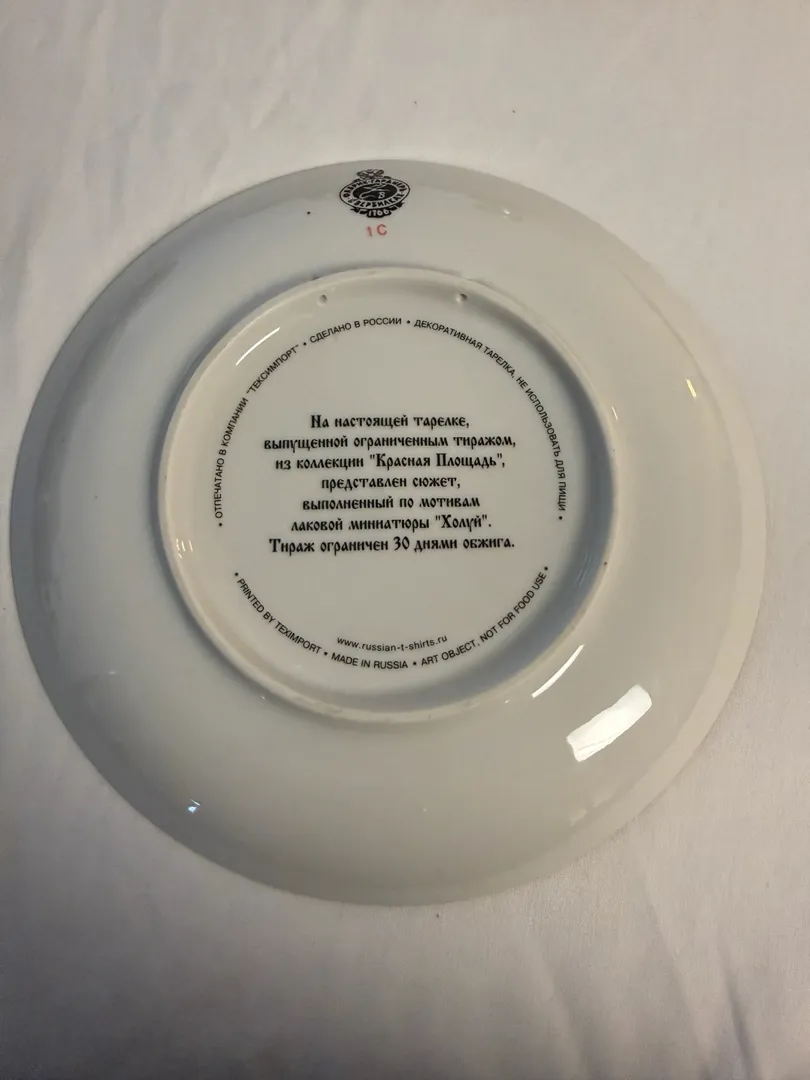 1766
1С
• ОТПЕЧАТАНО В КОМПАНИИ "ТЕКСИМПОРТ" • СДЕЛАНО В РОССИИ • ДЕКОРАТИВНАЯ ТАРЕЛКА. НЕ ИСПОЛЬЗОВАТЬ ДЛЯ ПИЩИ •
На настоящей тарелке,
выпущенной ограниченным тиражом,
из коллекции "Красная Площадь",
представлен сюжет,
выполненный по мотивам
лаковой миниатюры "Холуй".
Тираж ограничен 30 днями обжига.
www.russian-t-shirts.ru
• PRINTED BY TEXIMPORT • MADE IN RUSSIA • ART OBJECT. NOT FOR FOOD USE •